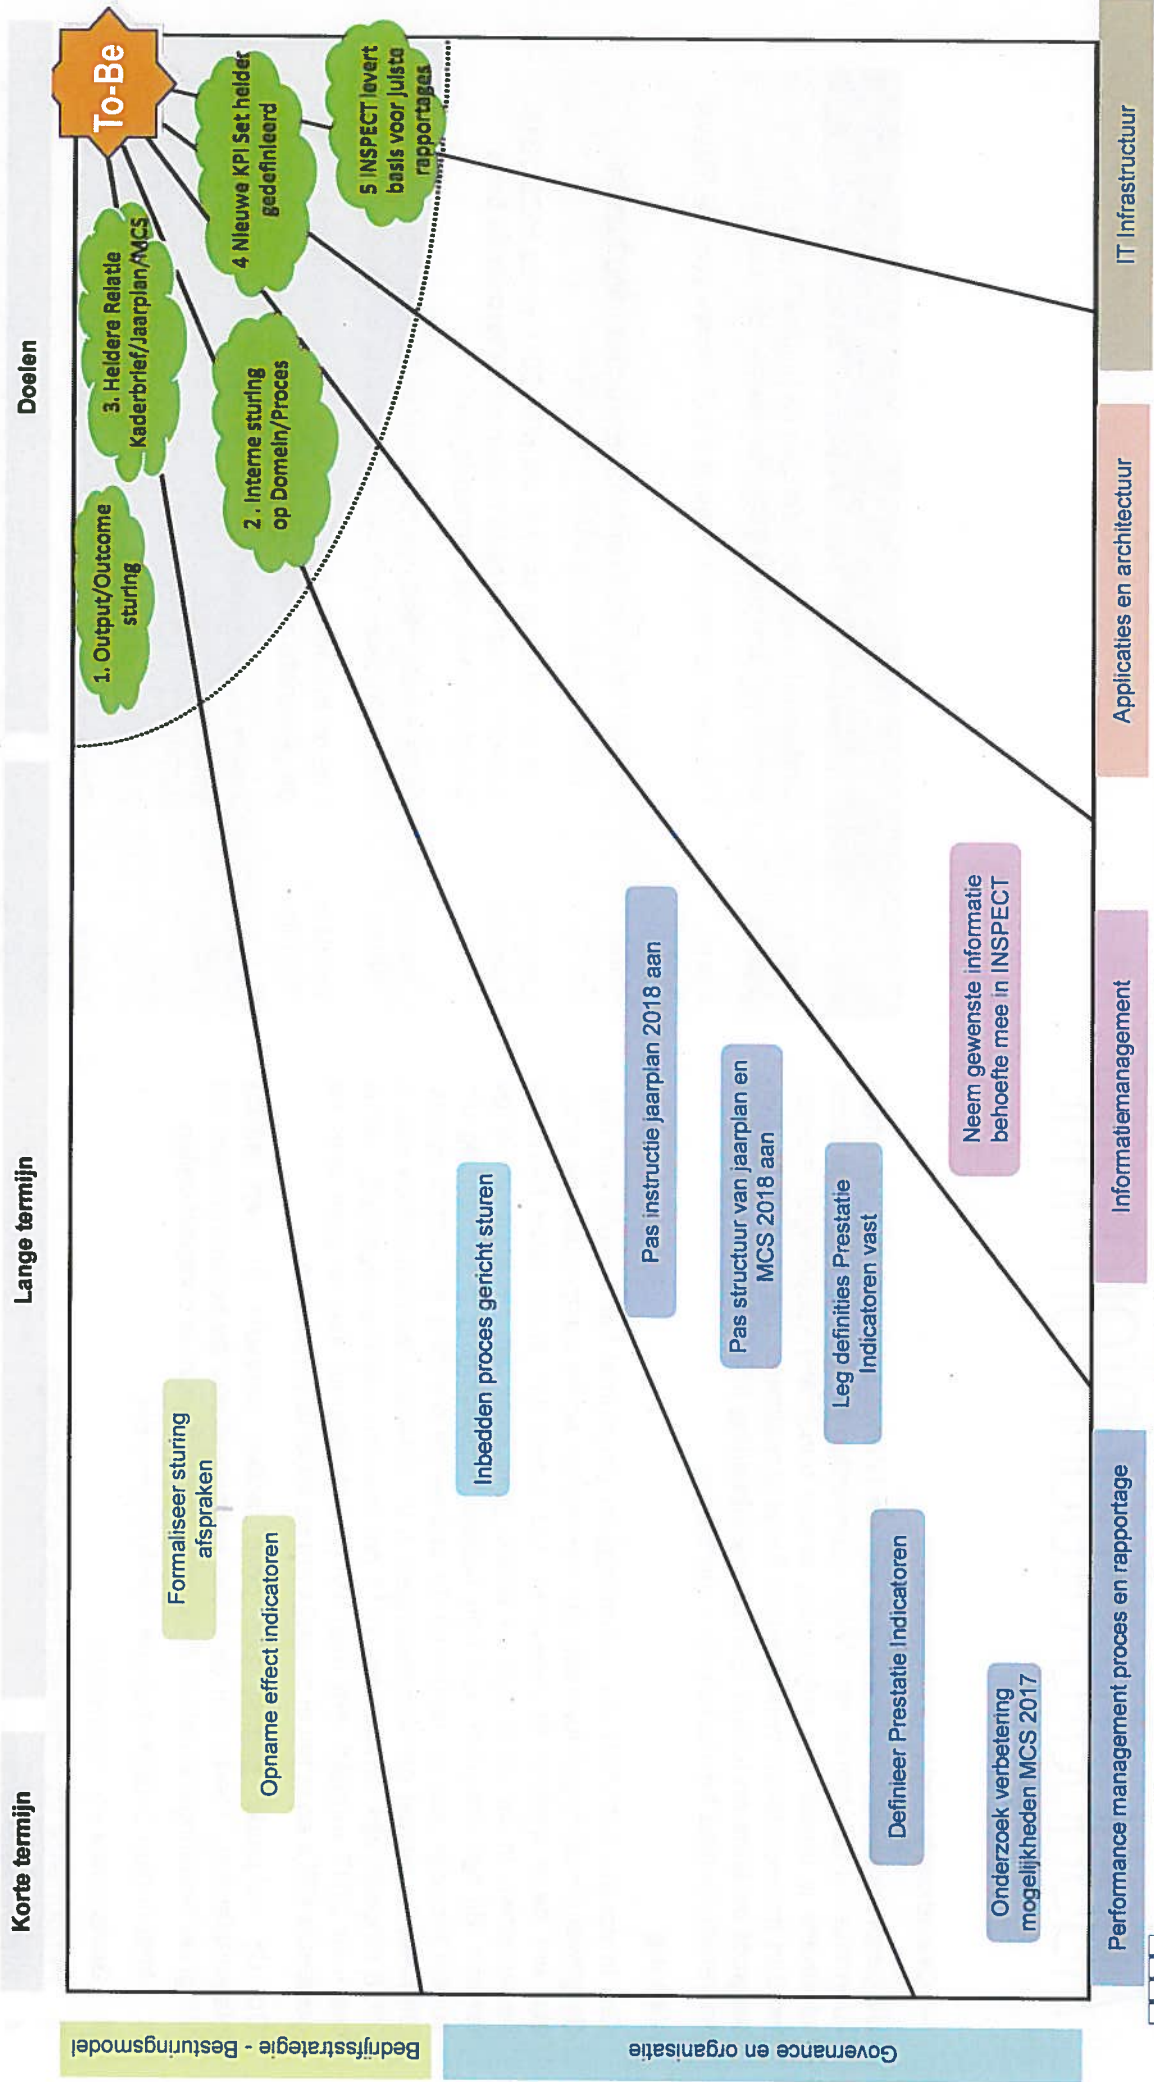 Korte termijn
Lange termijn
Doelen
To-Be
1. Output/Outcome
sturing
3. Heldere Relatie
Kaderbrief/Jaarplan/MCS
2. Interne sturing
op Domein/Proces
4 Nieuwe KPI Set helder
gedefinieerd
5 INSPECT levert
basis voor juiste
rapportages
Bedrijfsstrategie - Besturingsmodel
Governance en organisatie
Formaliseer sturing
afspraken
Opname effect indicatoren
Inbedden proces gericht sturen
Pas instructie jaarplan 2018 aan
Pas structuur van jaarplan en
MCS 2018 aan
Leg definities Prestatie
Indicatoren vast
Definieer Prestatie Indicatoren
Onderzoek verbetering
mogelijkheden MCS 2017
Neem gewenste informatie
behoefte mee in INSPECT
Performance management proces en rapportage
Informatiemanagement
Applicaties en architectuur
IT Infrastructuur